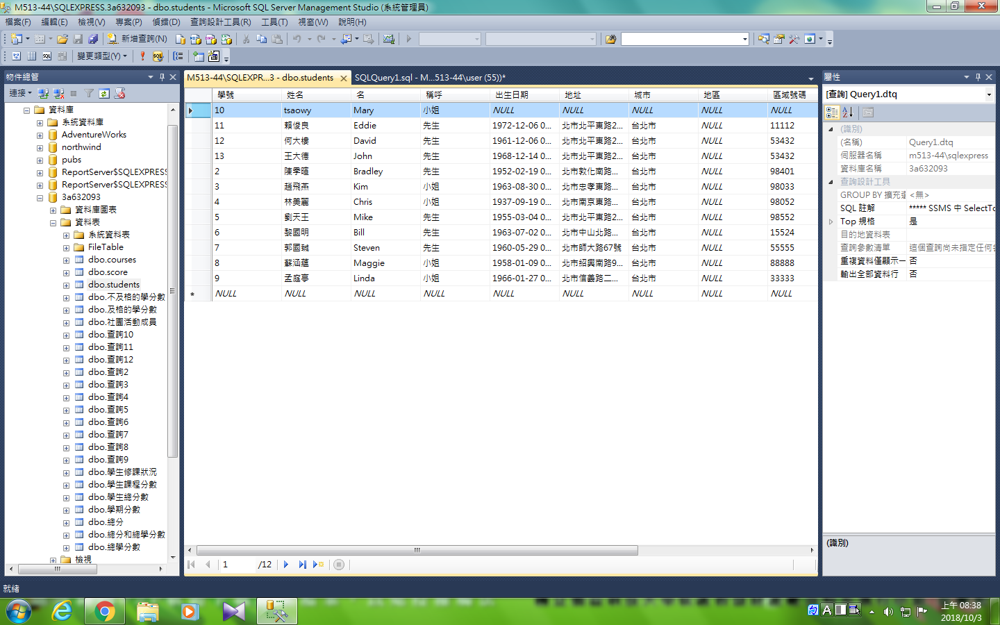 M513-44\SQLEXPRESS.3a632093 - dbo.students - Microsoft SQL Server Management Studio (系統管理員)
檔案(F) 編輯(E) 檢視(V) 專案(P) 偵錯(D) 查詢設計工具(R) 工具(T) 視窗(W) 說明(H)
新增查詢(N)
變更類型(Y)
物件總管
連接
資料庫
系統資料庫
AdventureWorks
northwind
pubs
ReportServer$SQLEXPRESS
ReportServer$SQLEXPRESS
3a632093
資料庫圖表
資料表
系統資料表
FileTable
dbo.courses
dbo.score
dbo.students
dbo.不及格的學分數
dbo.及格的學分數
dbo.社團活動成員
dbo.查詢10
dbo.查詢11
dbo.查詢12
dbo.查詢2
dbo.查詢3
dbo.查詢4
dbo.查詢5
dbo.查詢6
dbo.查詢7
dbo.查詢8
dbo.查詢9
dbo.學生修課狀況
dbo.學生課程分數
dbo.學生總分數
dbo.學期分數
dbo.總分
dbo.總分和總學分數
dbo.總學分數
檢視
M513-44\SQLEXPR...3 - dbo.students SQLQuery1.sql - M...513-44\user (55))*
學號 姓名 名 稱呼 出生日期 地址 城市 地區 區域號碼
10 tsaowy Mary 小姐 NULL NULL NULL NULL NULL
11 賴俊良 Eddie 先生 1972-12-06 0... 北市北平東路2... 台北市 NULL 11112
12 何大樓 David 先生 1961-12-06 0... 北市北平東路2... 台北市 NULL 53432
13 王大德 John 先生 1968-12-14 0... 北市北平東路2... 台北市 NULL 53432
2 陳季暄 Bradley 先生 1952-02-19 0... 北市敦化南路... 台北市 NULL 98401
3 趙飛燕 Kim 小姐 1963-08-30 0... 北市忠孝東路... 台北市 NULL 98033
4 林美麗 Chris 小姐 1937-09-19 0... 北市南京東路... 台北市 NULL 98052
5 劉天王 Mike 先生 1955-03-04 0... 北市北平東路2... 台北市 NULL 98552
6 黎國明 Bill 先生 1963-07-02 0... 北市中山北路... 台北市 NULL 15524
7 郭國臹 Steven 先生 1960-05-29 0... 北市師大路67號 台北市 NULL 55555
8 蘇涵蘊 Maggie 小姐 1958-01-09 0... 北市紹興南路9... 台北市 NULL 88888
9 孟庭亭 Linda 小姐 1966-01-27 0... 北市信義路二... 台北市 NULL 33333
NULL NULL NULL NULL NULL NULL NULL NULL NULL
1 /12
屬性
[查詢] Query1.dtq
(識別)
(名稱) Query1.dtq
伺服器名稱 m513-44\sqlexpress
資料庫名稱 3a632093
查詢設計工具
GROUP BY 擴充 <無>
SQL 註解 ***** SSMS 中 SelectTo
Top 規格 是
目的地資料表
查詢參數清單 這個查詢尚未指定任何
重複資料僅顯示一 否
輸出全部資料行 否
(識別)
就緒
上午 08:38
2018/10/3